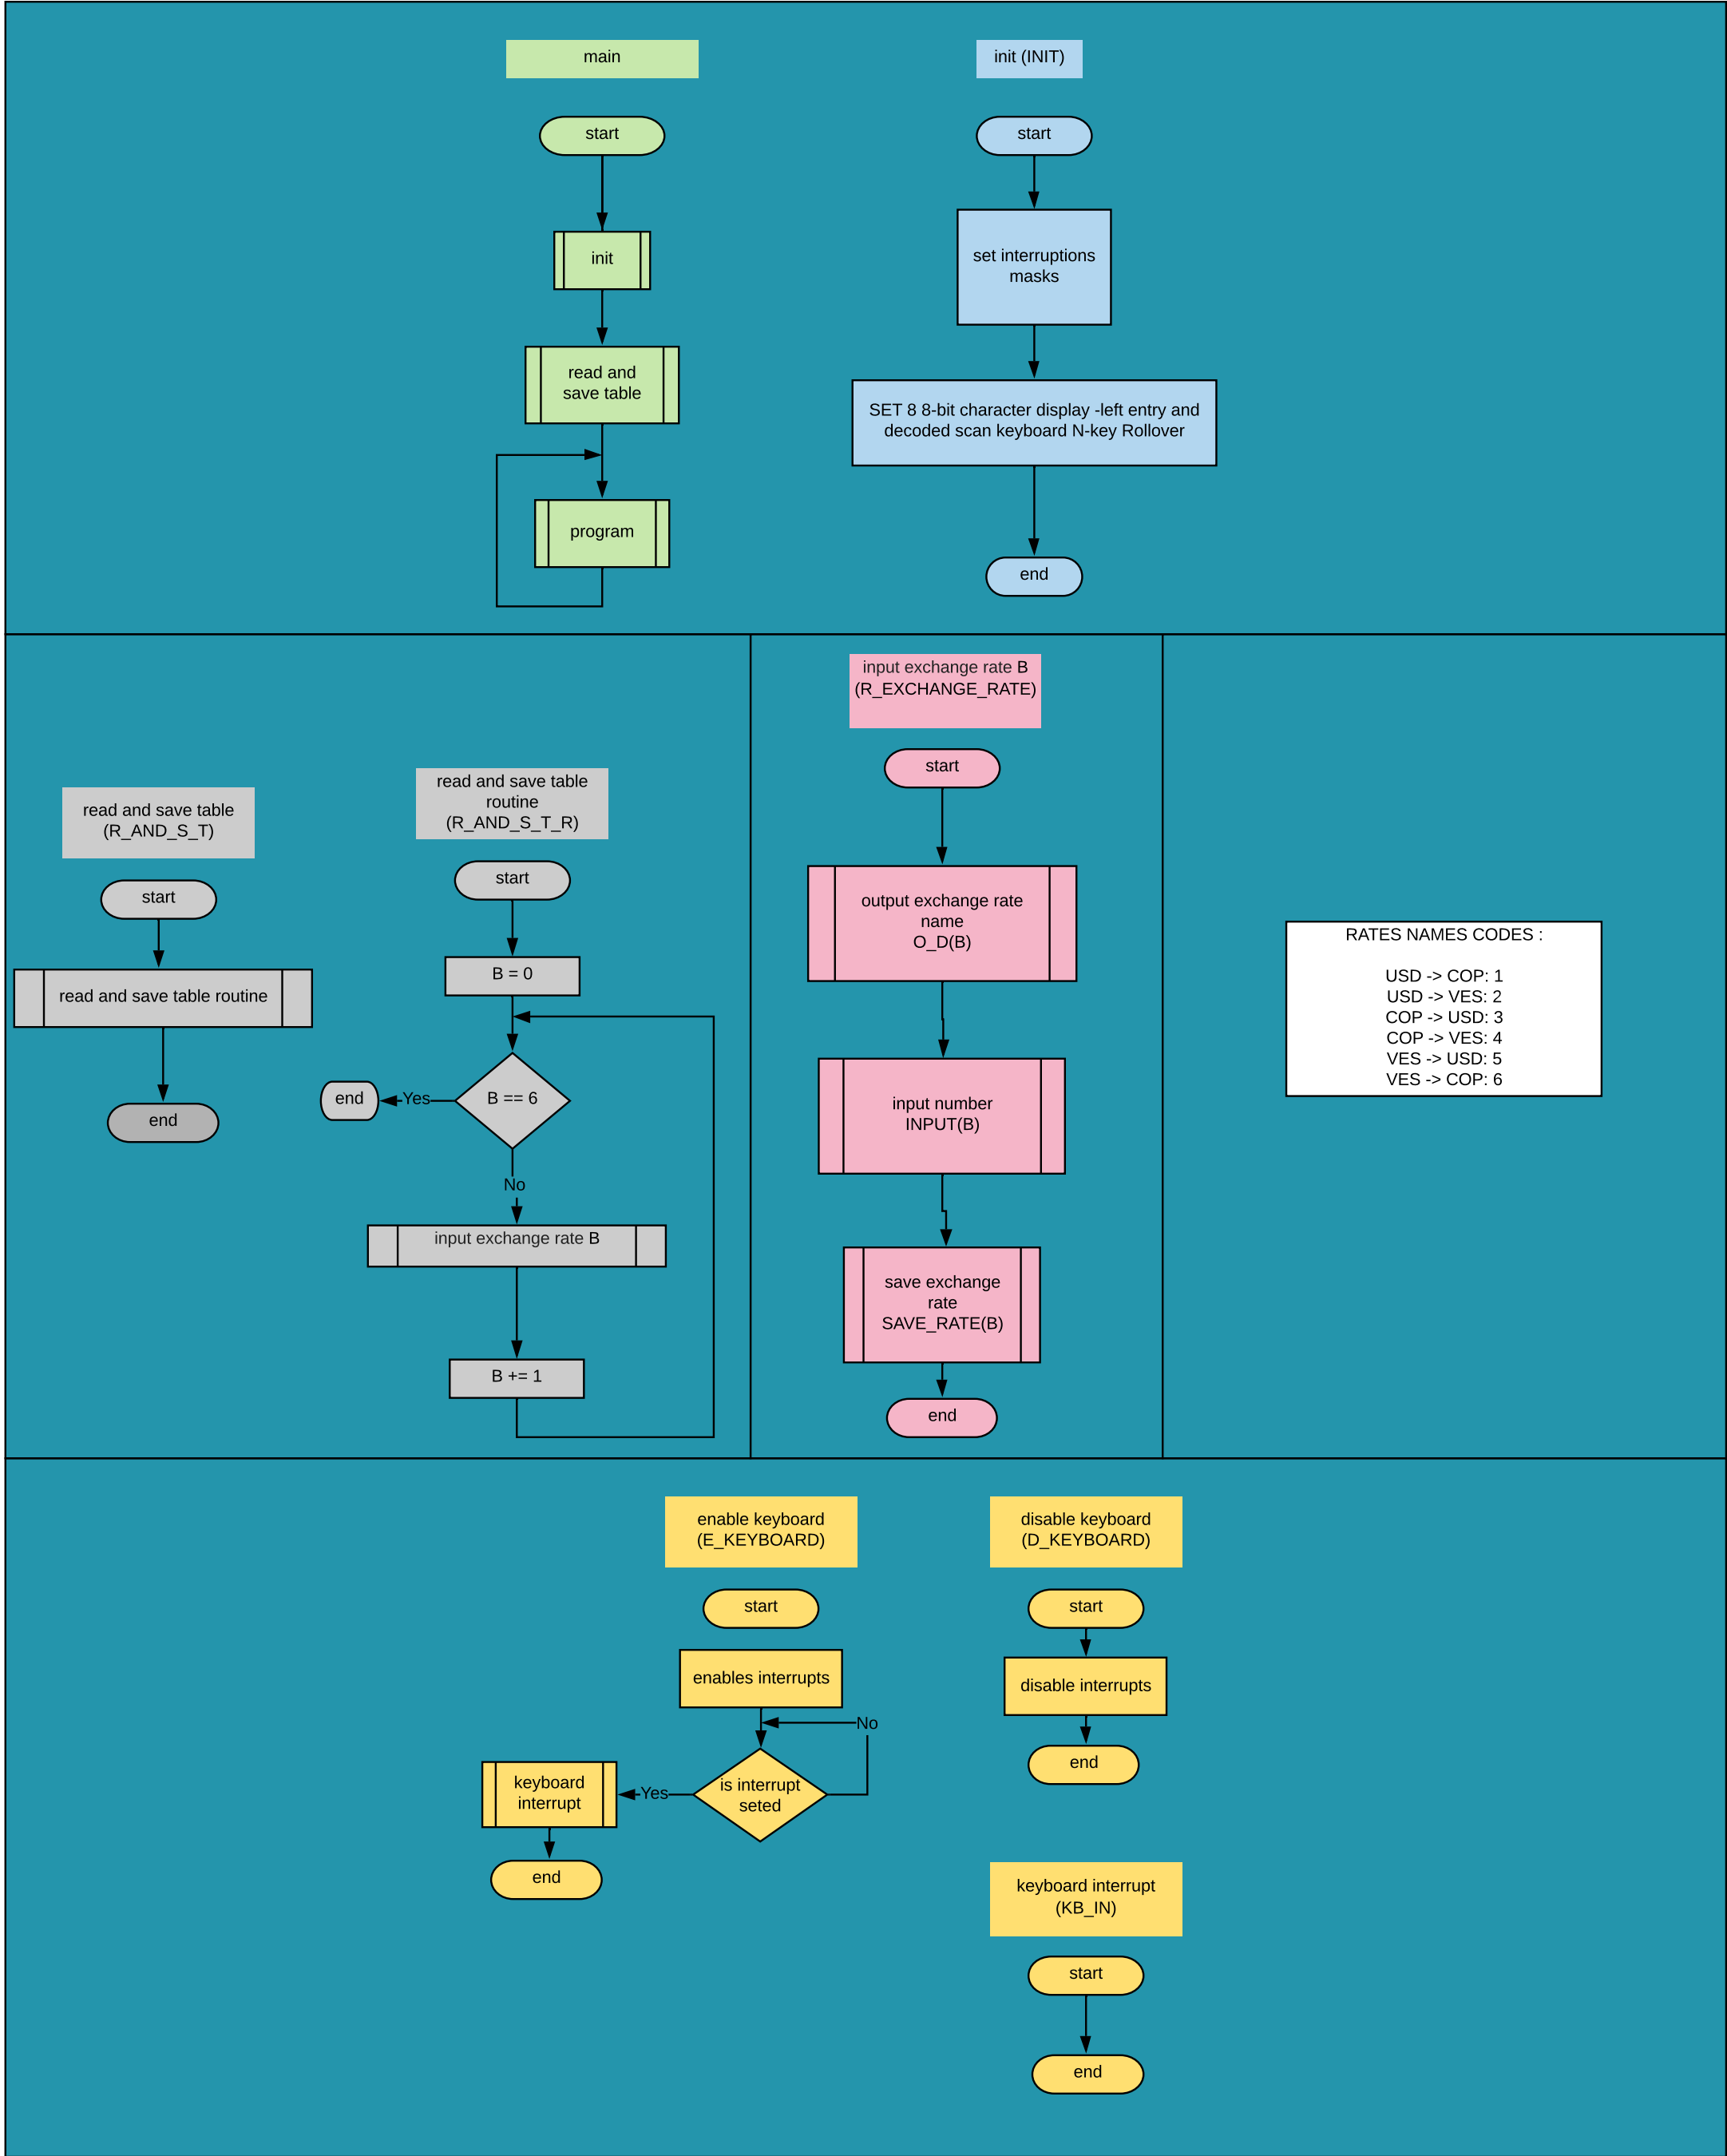 main
start
init
read and
save table
program
init (INIT)
start
set interruptions
masks
SET 8 8-bit character display -left entry and
decoded scan keyboard N-key Rollover
end
read and save table
(R_AND_S_T)
start
read and save table routine
end
read and save table
routine
(R_AND_S_T_R)
start
B = 0
B == 6
Yes
end
No
input exchange rate B
B += 1
input exchange rate B
(R_EXCHANGE_RATE)
start
output exchange rate
name
O_D(B)
input number
INPUT(B)
save exchange
rate
SAVE_RATE(B)
end
RATES NAMES CODES :
USD -> COP: 1
USD -> VES: 2
COP -> USD: 3
COP -> VES: 4
VES -> USD: 5
VES -> COP: 6
enable keyboard
(E_KEYBOARD)
start
enables interrupts
No
is interrupt
seted
Yes
keyboard
interrupt
end
disable keyboard
(D_KEYBOARD)
start
disable interrupts
end
keyboard interrupt
(KB_IN)
start
end